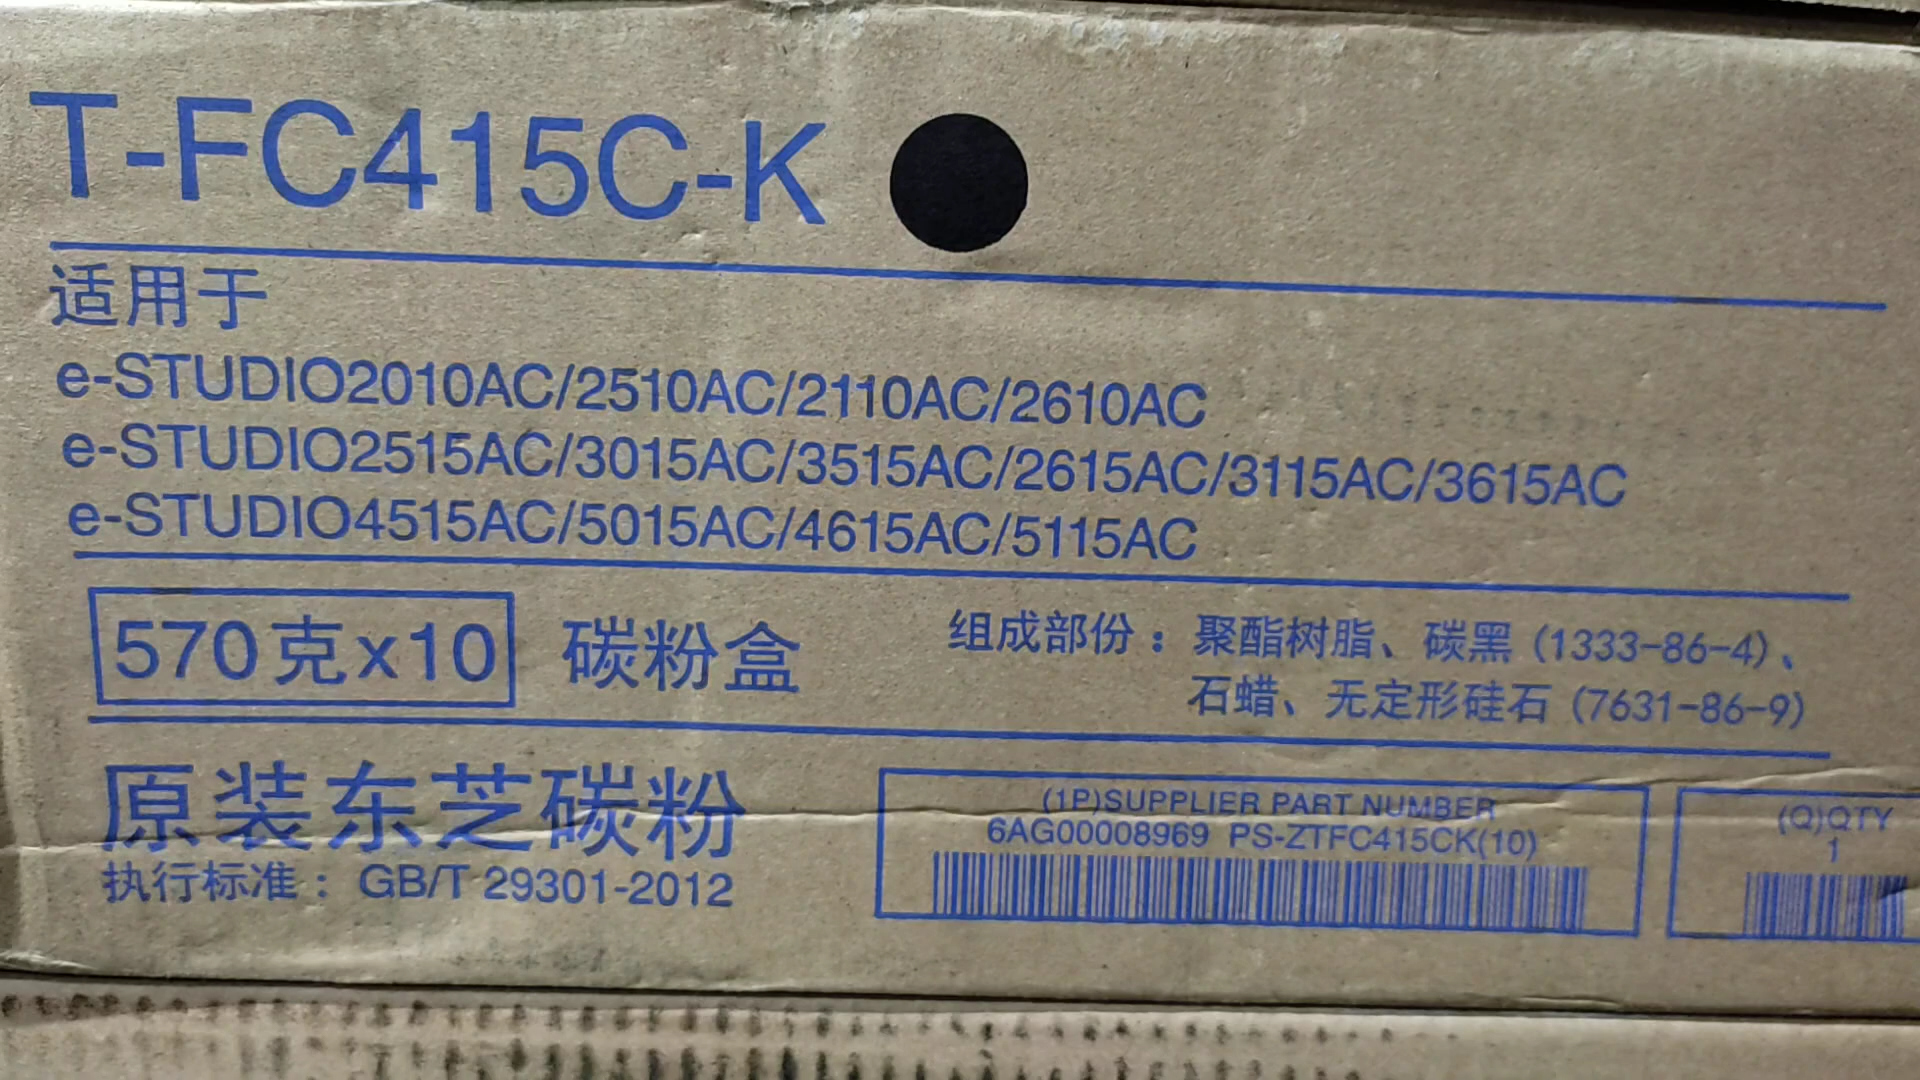 T-FC415C-K
适用于
e-STUDIO2010AC/2510AC/2110AC/2610AC
e-STUDIO2515AC/3015AC/3515AC/2615AC/3115AC/3615AC
e-STUDIO4515AC/5015AC/4615AC/5115AC
570克x10 碳粉盒
组成部份：聚酯树脂、碳黑 (1333-86-4)、
石蜡、无定形硅石 (7631-86-9)
原装东芝碳粉
执行标准：GB/T 29301-2012
(1P)SUPPLIER PART NUMBER
6AG00008969 PS-ZTFC415CK(10)
(Q)QTY
1